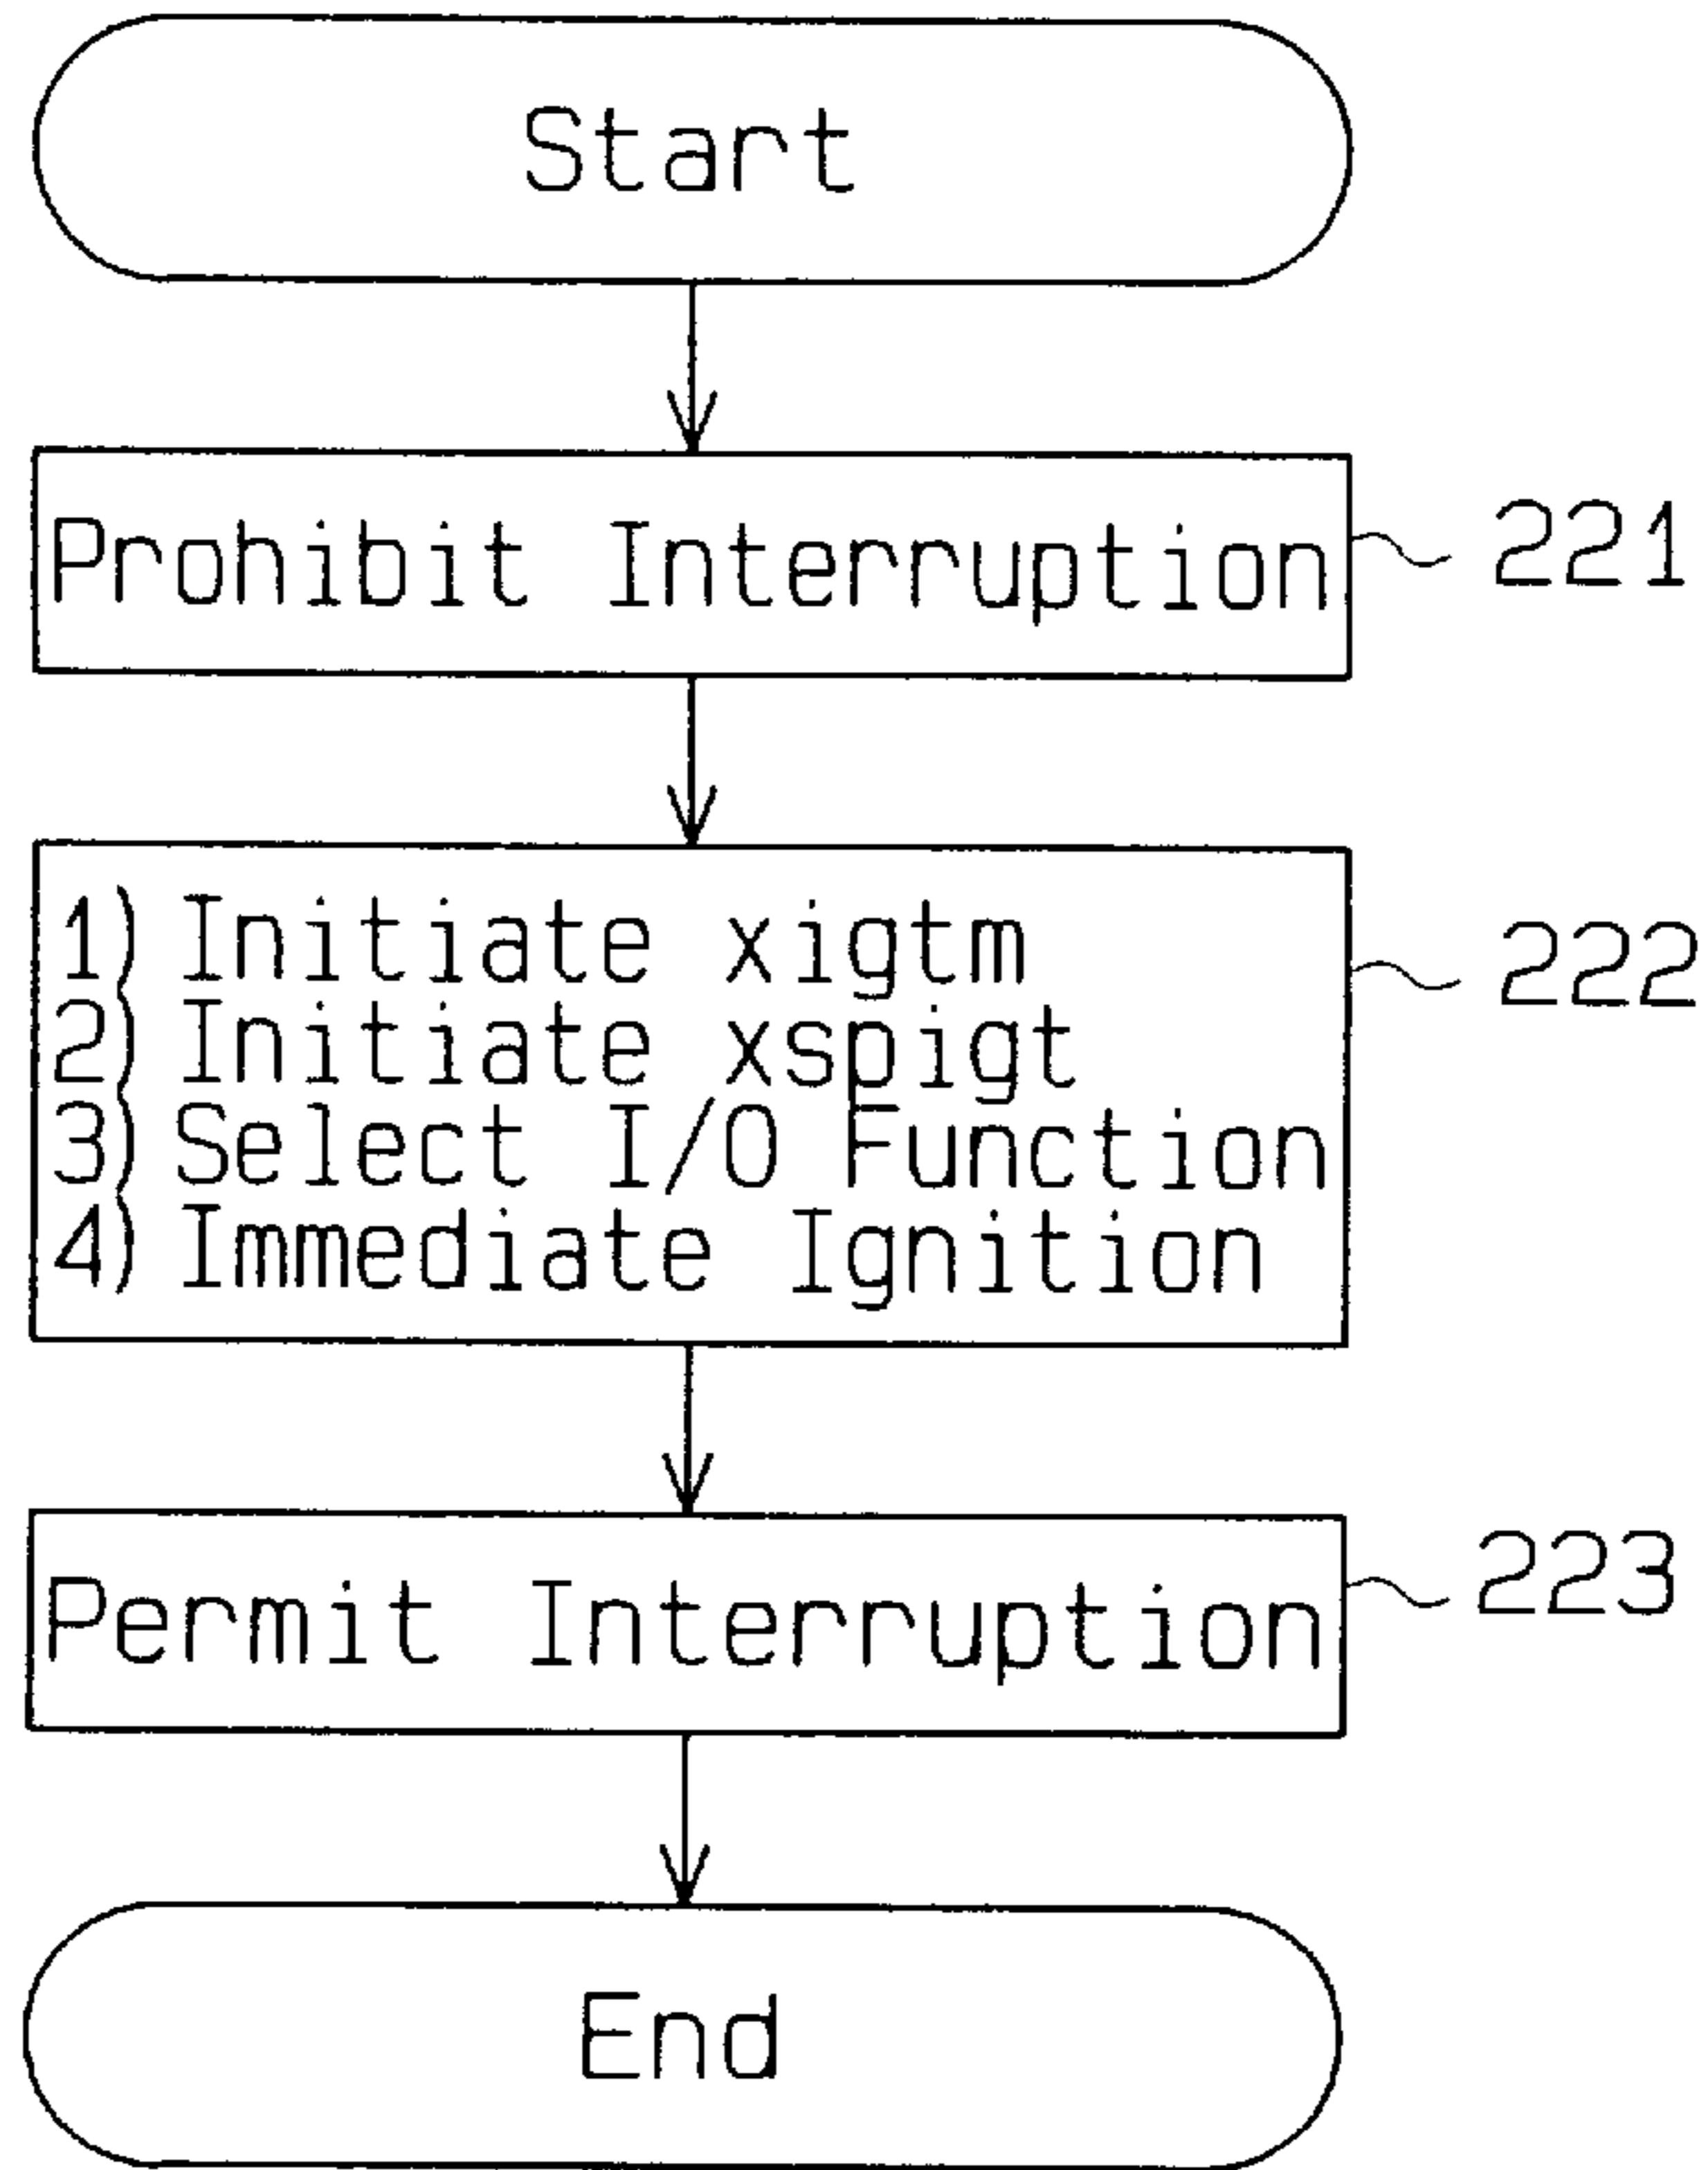 Start
Prohibit Interruption
221
1) Initiate xigtm
222
2) Initiate xspigt
3) Select I/O Function
4) Immediate Ignition
Permit Interruption
223
End